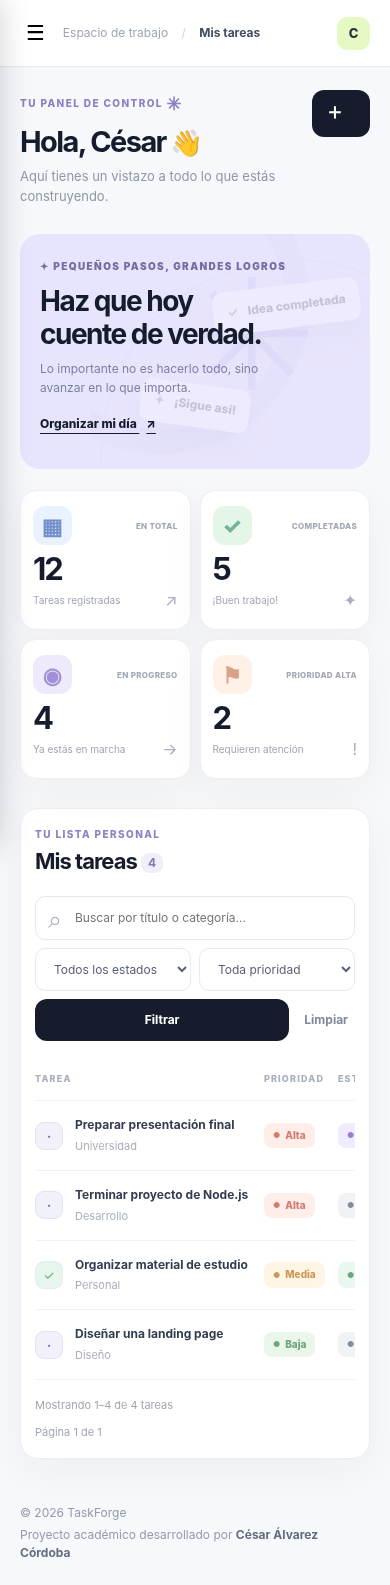 ☰ Espacio de trabajo / Mis tareas C
TU PANEL DE CONTROL
Hola, César 👋
Aquí tienes un vistazo a todo lo que estás
construyendo.
+
✦ PEQUEÑOS PASOS, GRANDES LOGROS
Haz que hoy
cuente de verdad.
✓ Idea completada
Lo importante no es hacerlo todo, sino
avanzar en lo que importa.
✦ ¡Sigue así!
Organizar mi día ↗
EN TOTAL
12
Tareas registradas ↗
✓ COMPLETADAS
5
¡Buen trabajo! ✦
EN PROGRESO
4
Ya estás en marcha →
PRIORIDAD ALTA
2
Requieren atención !
TU LISTA PERSONAL
Mis tareas 4
Buscar por título o categoría...
Todos los estados
Toda prioridad
Filtrar
Limpiar
TAREA PRIORIDAD EST
Preparar presentación final
Universidad
Alta
Terminar proyecto de Node.js
Desarrollo
Alta
Organizar material de estudio
Personal
Media
Diseñar una landing page
Diseño
Baja
Mostrando 1–4 de 4 tareas
Página 1 de 1
© 2026 TaskForge
Proyecto académico desarrollado por César Álvarez
Córdoba